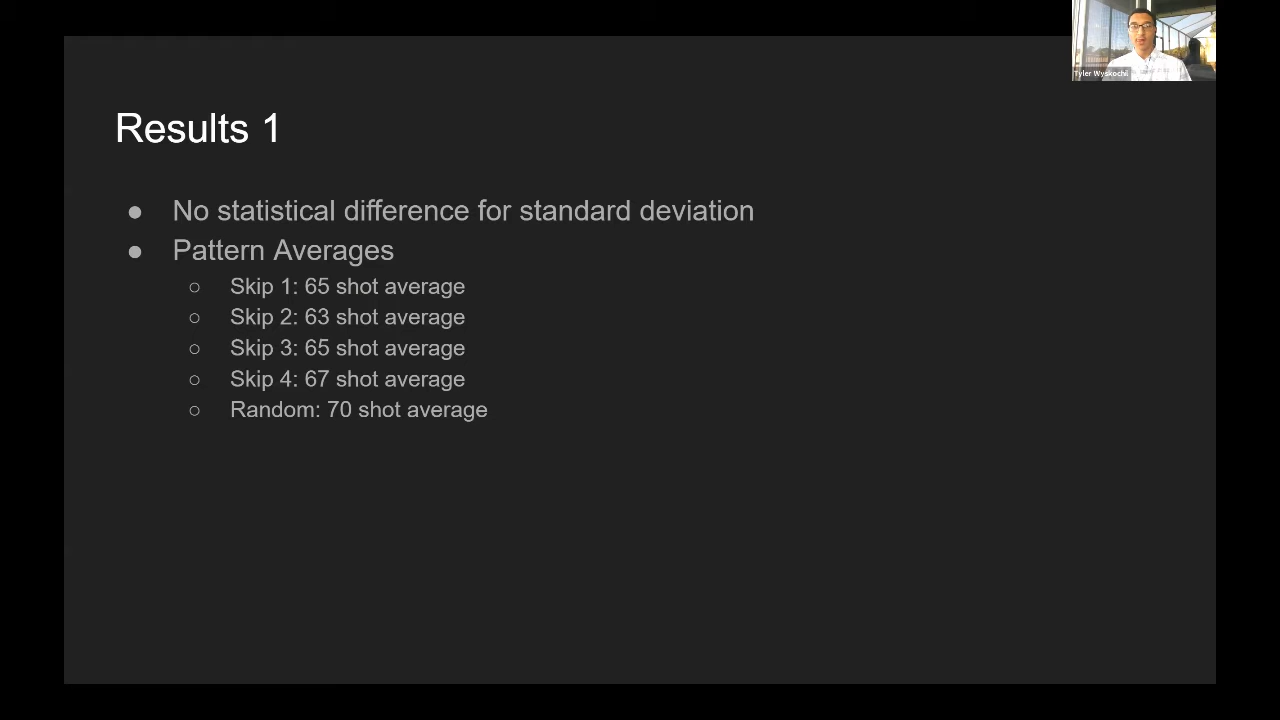 Tyler Wyskochil
Results 1
● No statistical difference for standard deviation
● Pattern Averages
○ Skip 1: 65 shot average
○ Skip 2: 63 shot average
○ Skip 3: 65 shot average
○ Skip 4: 67 shot average
○ Random: 70 shot average